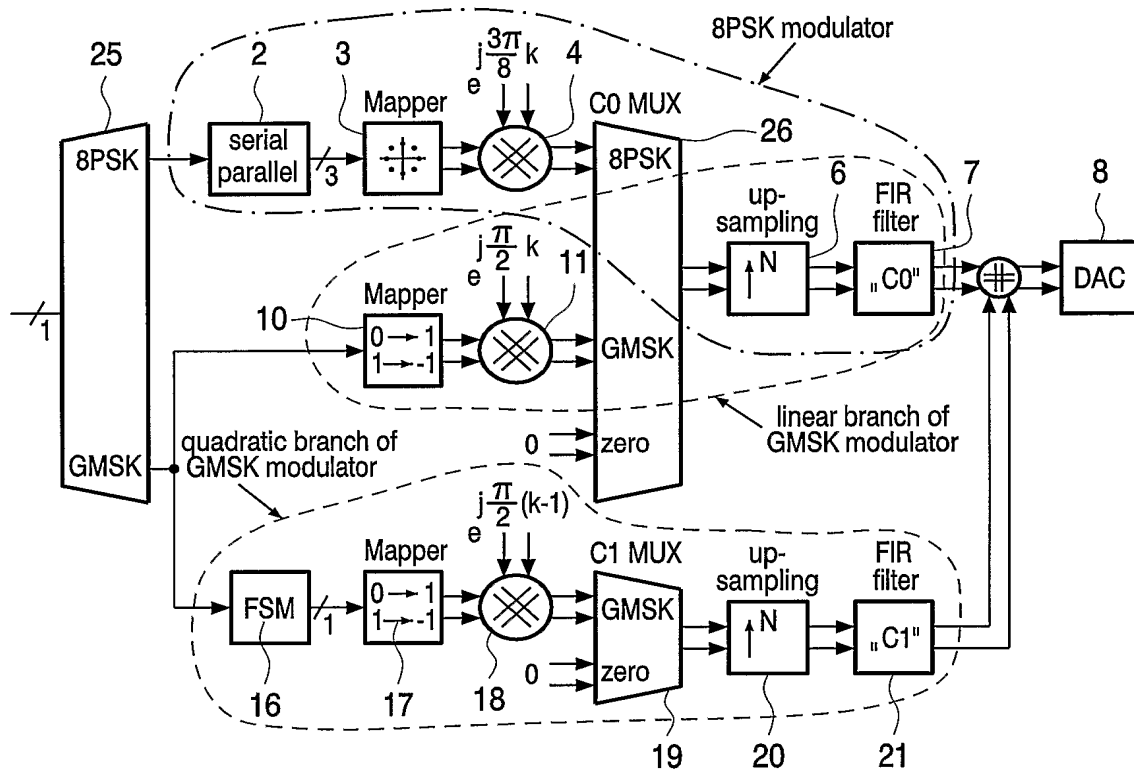 8PSK modulator
25
2
3
4
e j 3π/8 k
Mapper
C0 MUX
26
8PSK
serial
parallel
3
8PSK
6
7
8
up-
sampling
FIR
filter
e j π/2 k
11
N
„C0"
DAC
10
Mapper
0 → 1
1 → -1
1
GMSK
linear branch of
GMSK modulator
quadratic branch of
GMSK modulator
0
zero
GMSK
e j π/2 (k-1)
Mapper
C1 MUX
up-
sampling
FIR
filter
FSM
1
0 → 1
1 → -1
GMSK
N
„C1"
0
zero
16
17
18
19
20
21